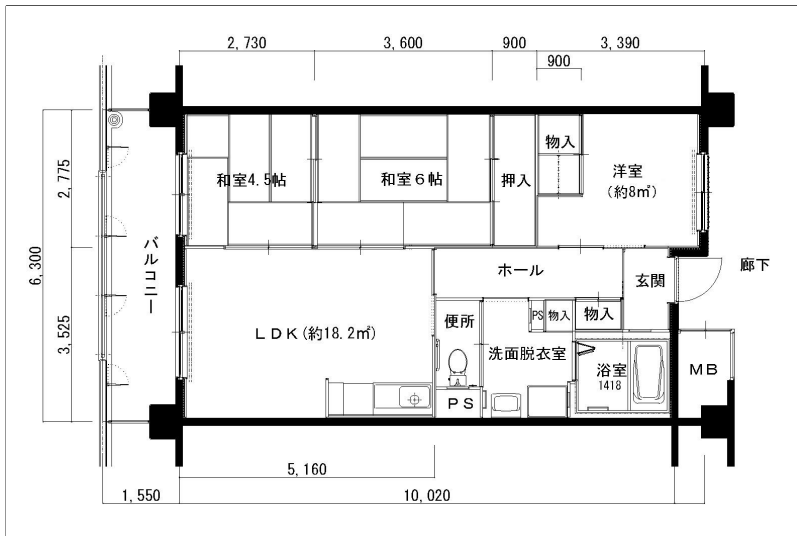 2,730
3,600
900
3,390
900
2,775
3,525
6,300
和室4.5帖
和室6帖
押入
物入
洋室
(約8㎡)
バルコニー
ホール
玄関
廊下
LDK(約18.2㎡)
便所
PS
物入
物入
洗面脱衣室
浴室
1418
MB
PS
5,160
1,550
10,020